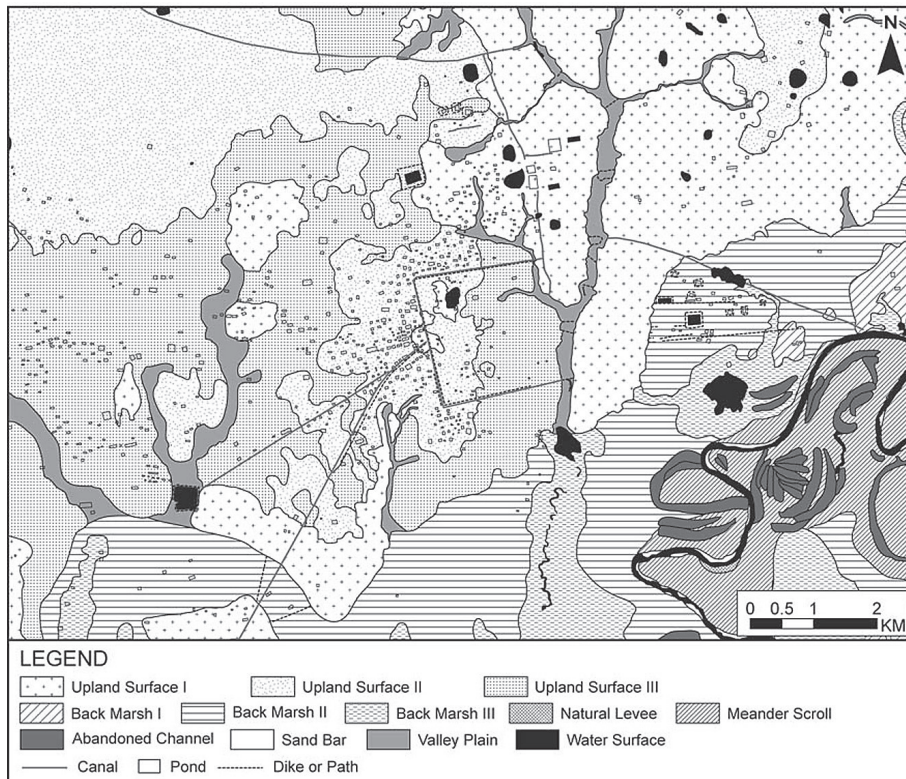 N
0 0.5 1 2
KM
LEGEND
Upland Surface I Upland Surface II Upland Surface III
Back Marsh I Back Marsh II Back Marsh III Natural Levee Meander Scroll
Abandoned Channel Sand Bar Valley Plain Water Surface
Canal Pond Dike or Path